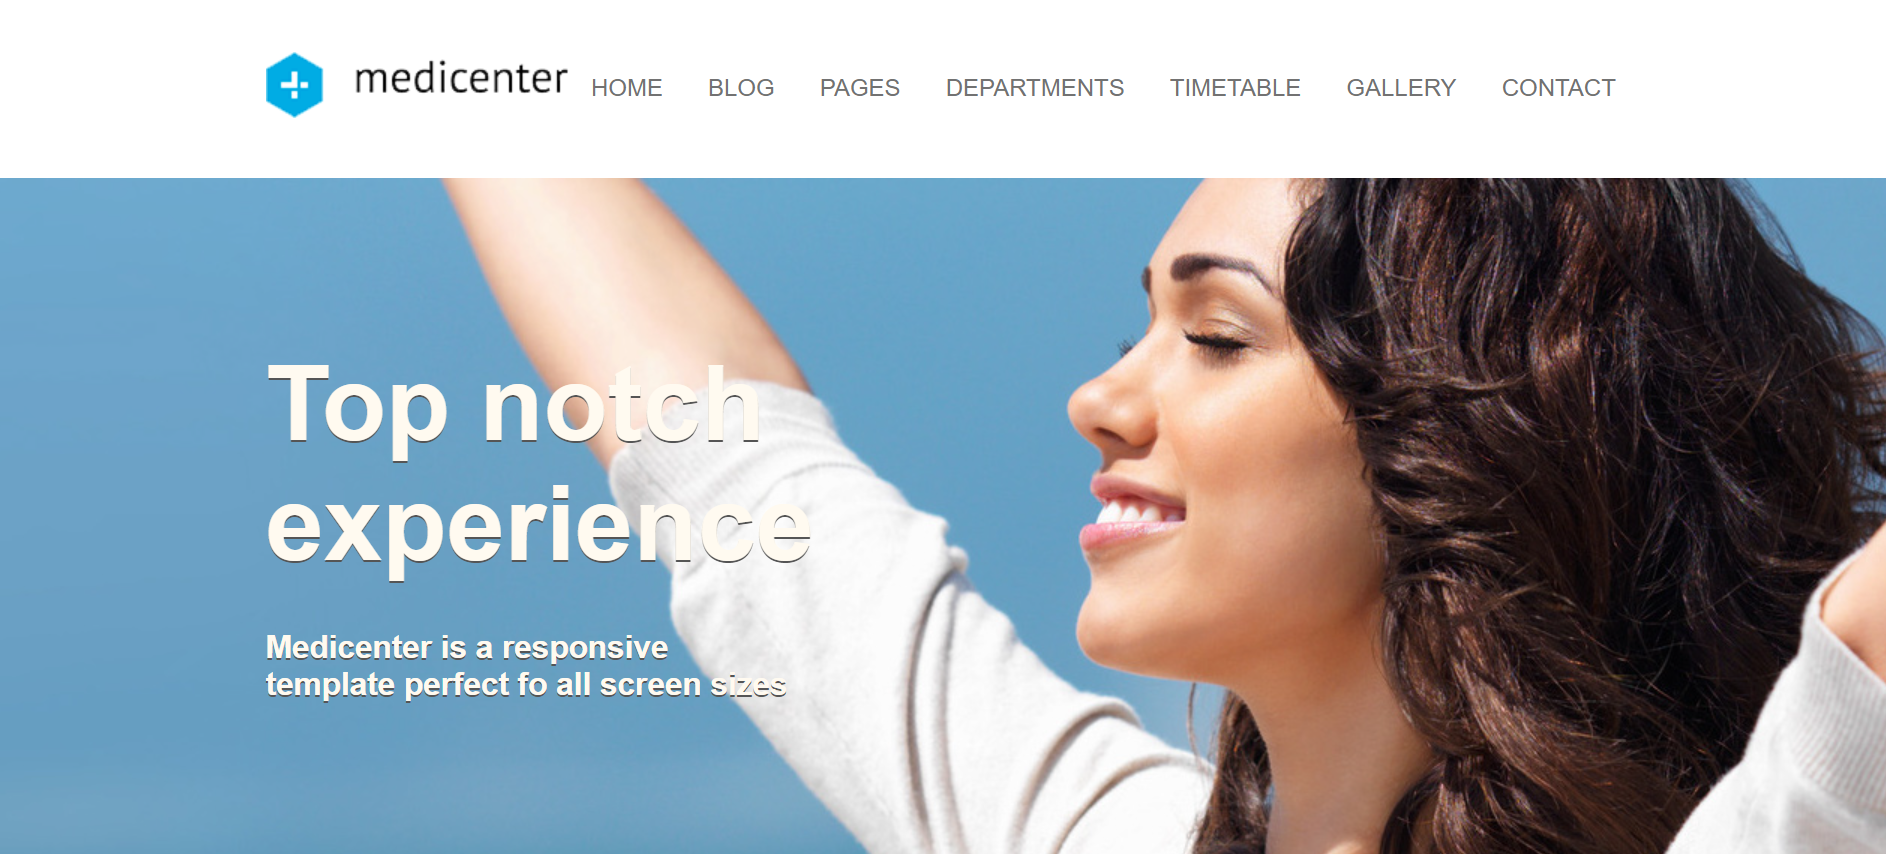 medicenter
HOME BLOG PAGES DEPARTMENTS TIMETABLE GALLERY CONTACT
Top notch
experience
Medicenter is a responsive
template perfect fo all screen sizes